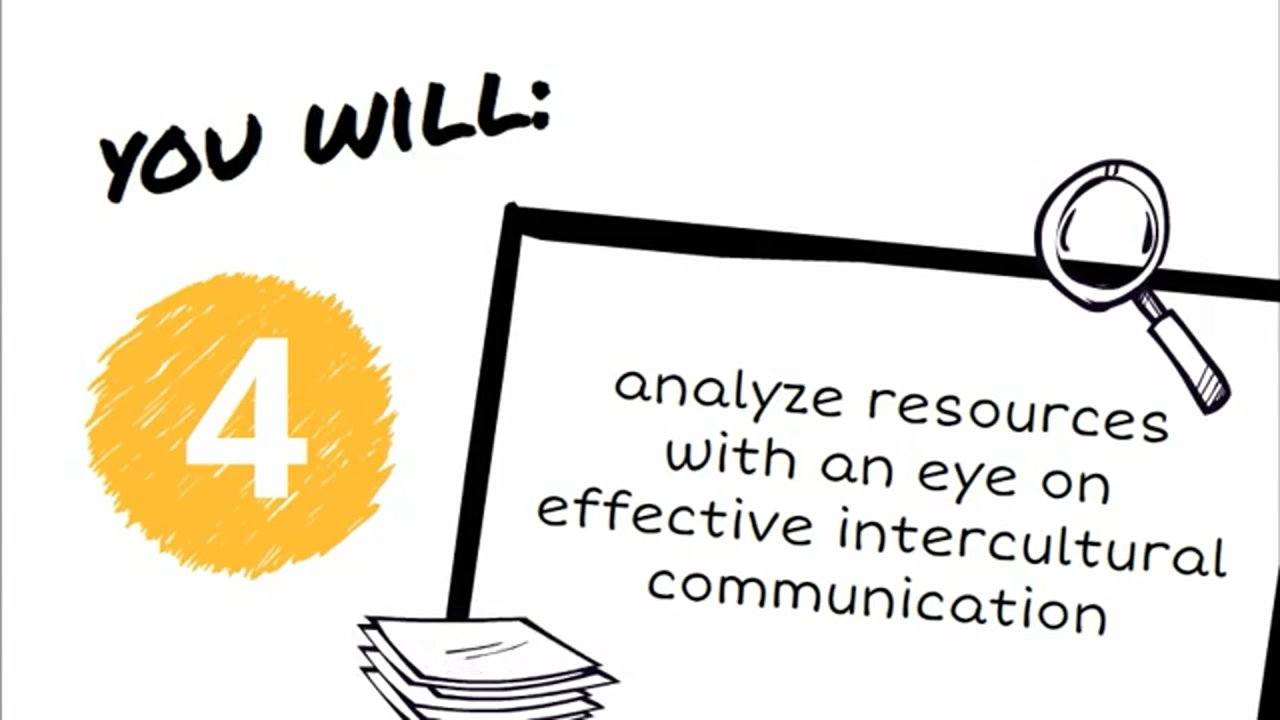 YOU WILL:
4
analyze resources
with an eye on
effective intercultural
communication